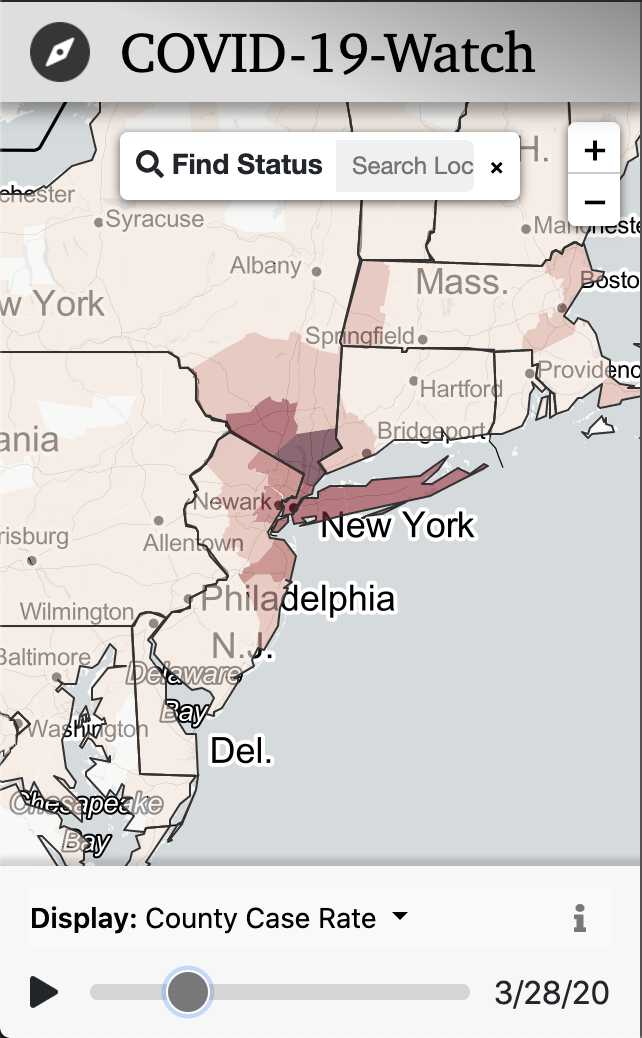 COVID-19-Watch
Find Status Search Loc ×
+
H.
−
chester
Syracuse
Boston
Albany
Mass.
w York
Springfield
Providenc
Hartford
Bridgeport
ania
Newark
New York
risburg
Allentown
Philadelphia
Wilmington
N.J.
Baltimore
Delaware
Bay
Washington
Del.
Chesapeake
Bay
Display: County Case Rate
3/28/20